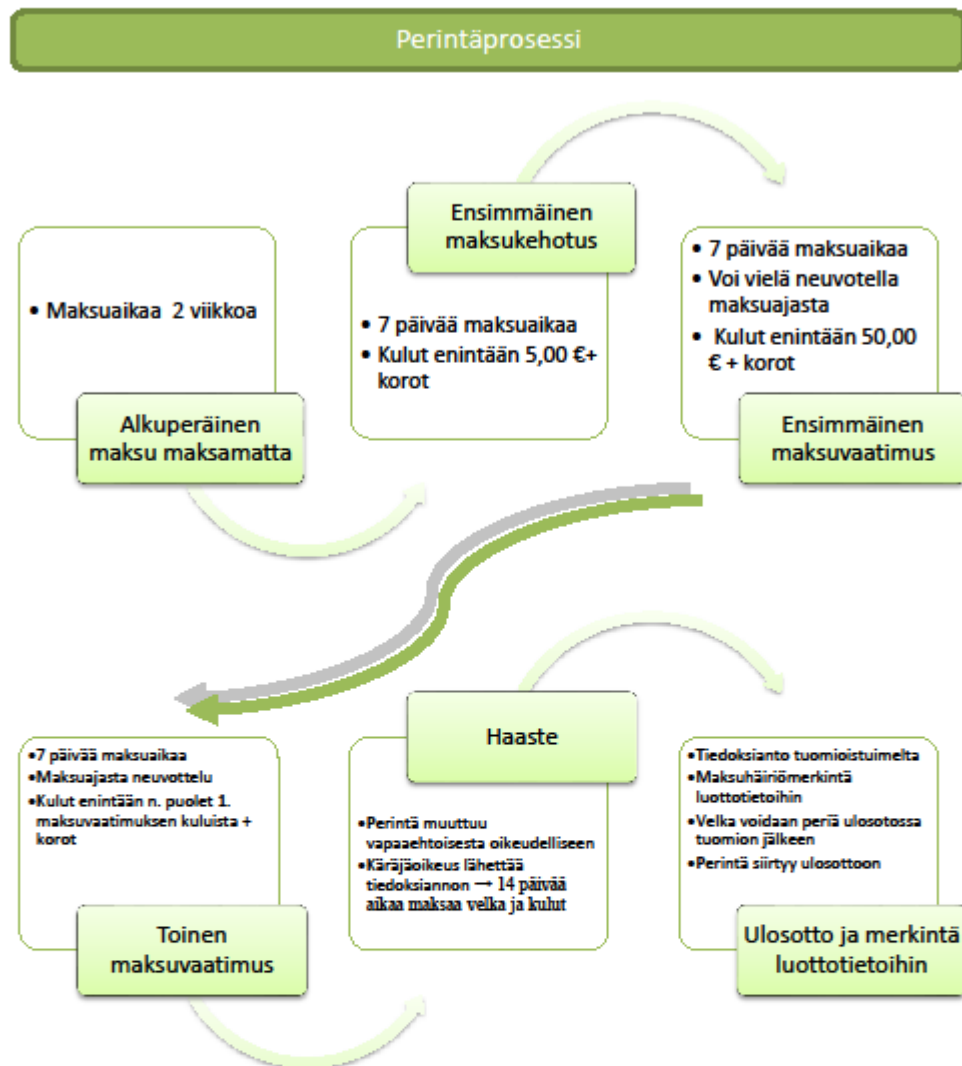 Perintäprosessi
• Maksuaikaa 2 viikkoa
Alkuperäinen
maksu maksamatta
Ensimmäinen
maksukehotus
• 7 päivää maksuaikaa
• Kulut enintään 5,00 €+
korot
• 7 päivää maksuaikaa
• Voi vielä neuvotella
maksuajasta
• Kulut enintään 50,00
€ + korot
Ensimmäinen
maksuvaatimus
•7 päivää maksuaikaa
•Maksuajasta neuvottelu
•Kulut enintään n. puolet 1.
maksuvaatimuksen kuluista +
korot
Toinen
maksuvaatimus
Haaste
•Perintä muuttuu
vapaaehtoisesta oikeudelliseen
•Käräjäoikeus lähettää
tiedoksiannon → 14 päivää
aikaa maksaa velka ja kulut
•Tiedoksianto tuomioistuimelta
•Maksuhäiriömerkintä
luottotietoihin
•Velka voidaan periä ulosotossa
tuomion jälkeen
•Perintä siirtyy ulosottoon
Ulosotto ja merkintä
luottotietoihin